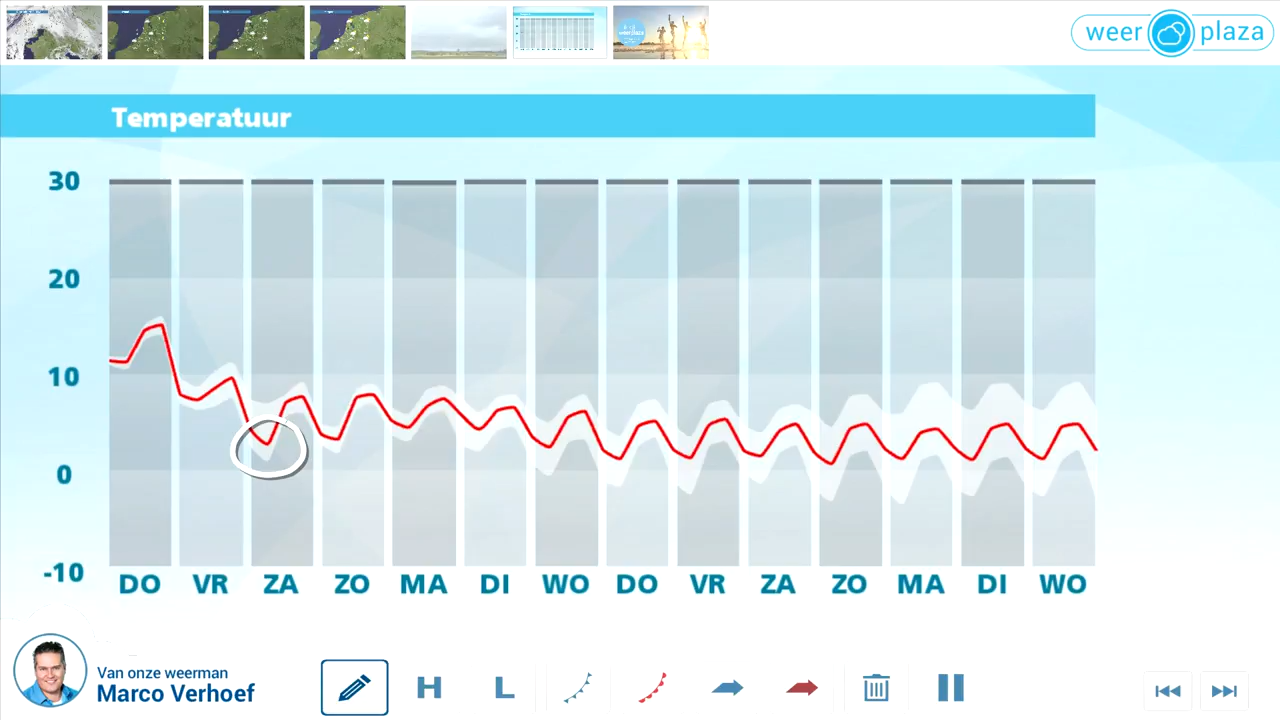 weer plaza
Temperatuur
30
20
10
0
-10
DO VR ZA ZO MA DI WO DO VR ZA ZO MA DI WO
Van onze weerman
Marco Verhoef
H L